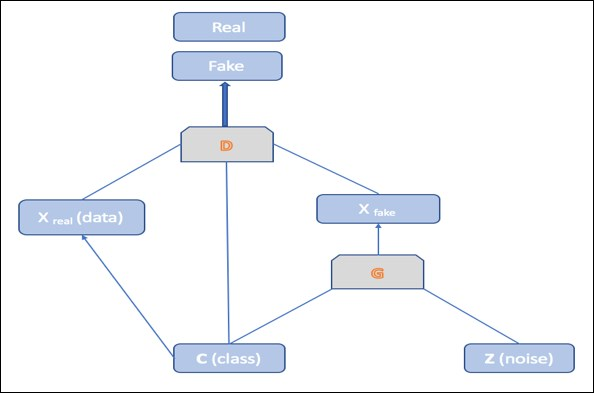 Real
Fake
D
X real (data)
X fake
G
C (class)
Z (noise)